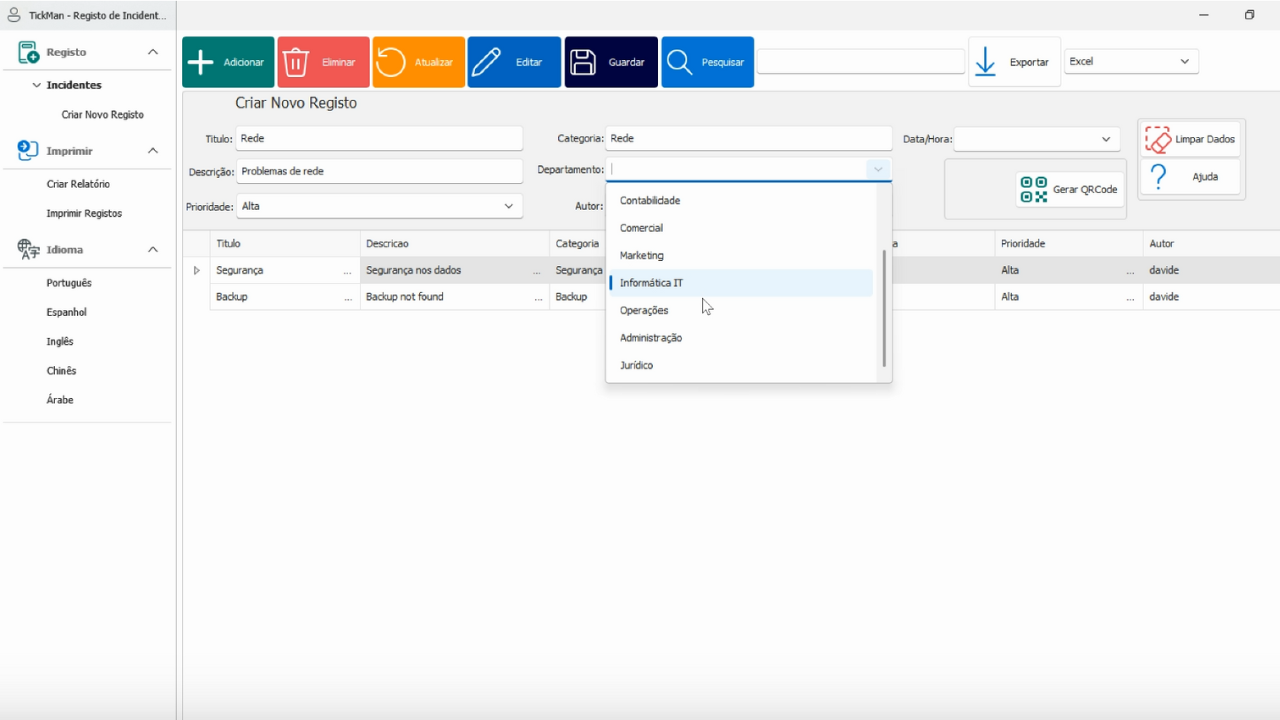 TickMan - Registo de Incident...
Registo
Incidentes
Criar Novo Registo
Imprimir
Criar Relatório
Imprimir Registos
Idioma
Português
Espanhol
Inglês
Chinês
Árabe
Adicionar
Eliminar
Atualizar
Editar
Guardar
Pesquisar
Exportar
Excel
Criar Novo Registo
Titulo: Rede
Categoria: Rede
Data/Hora:
Limpar Dados
Descrição: Problemas de rede
Departamento:
Gerar QRCode
Ajuda
Prioridade: Alta
Autor:
Contabilidade
Comercial
Marketing
Informática IT
Operações
Administração
Jurídico
Titulo Descricao Categoria a Prioridade Autor
Segurança ... Segurança nos dados ... Segurança Alta ... davide
Backup ... Backup not found ... Backup Alta ... davide